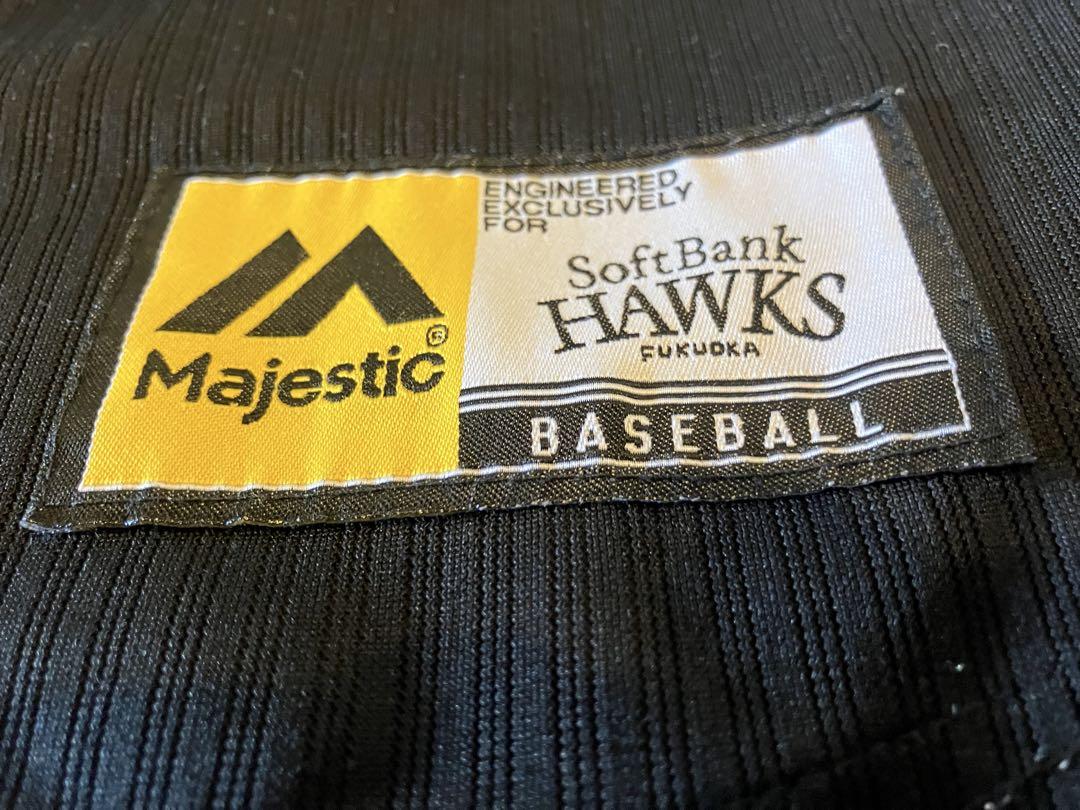 Majestic®
ENGINEERED
EXCLUSIVELY
FOR
SoftBank
HAWKS
FUKUOKA
BASEBALL